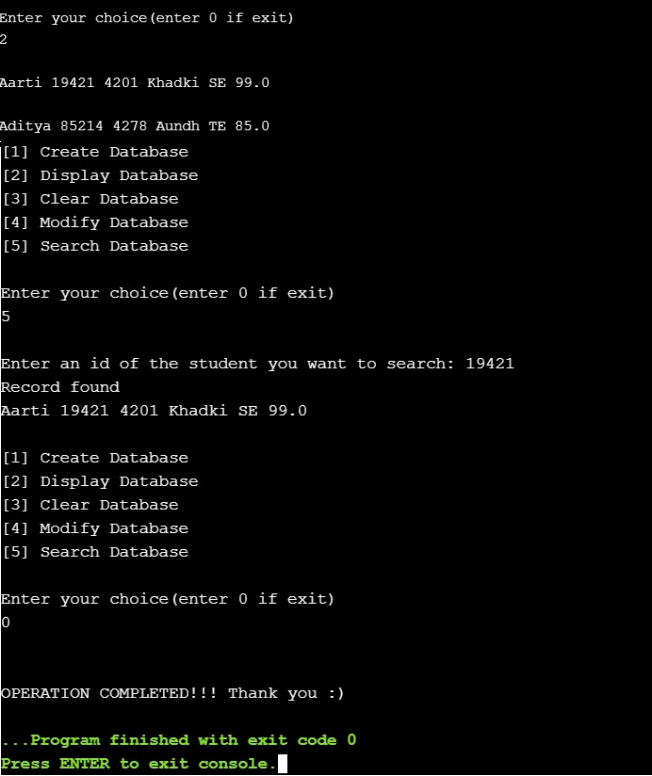 Enter your choice(enter 0 if exit)
2
Aarti 19421 4201 Khadki SE 99.0
Aditya 85214 4278 Aundh TE 85.0
[1] Create Database
[2] Display Database
[3] Clear Database
[4] Modify Database
[5] Search Database
Enter your choice(enter 0 if exit)
5
Enter an id of the student you want to search: 19421
Record found
Aarti 19421 4201 Khadki SE 99.0
[1] Create Database
[2] Display Database
[3] Clear Database
[4] Modify Database
[5] Search Database
Enter your choice(enter 0 if exit)
0
OPERATION COMPLETED!!! Thank you :)
...Program finished with exit code 0
Press ENTER to exit console.